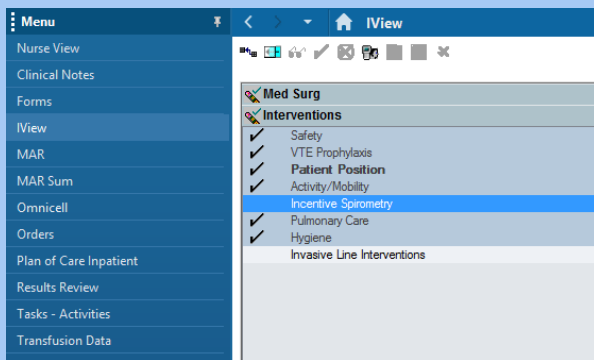 Menu
Nurse View
Clinical Notes
Forms
IView
MAR
MAR Sum
Omnicell
Orders
Plan of Care Inpatient
Results Review
Tasks - Activities
Transfusion Data
IView
Med Surg
Interventions
Safety
VTE Prophylaxis
Patient Position
Activity/Mobility
Incentive Spirometry
Pulmonary Care
Hygiene
Invasive Line Interventions